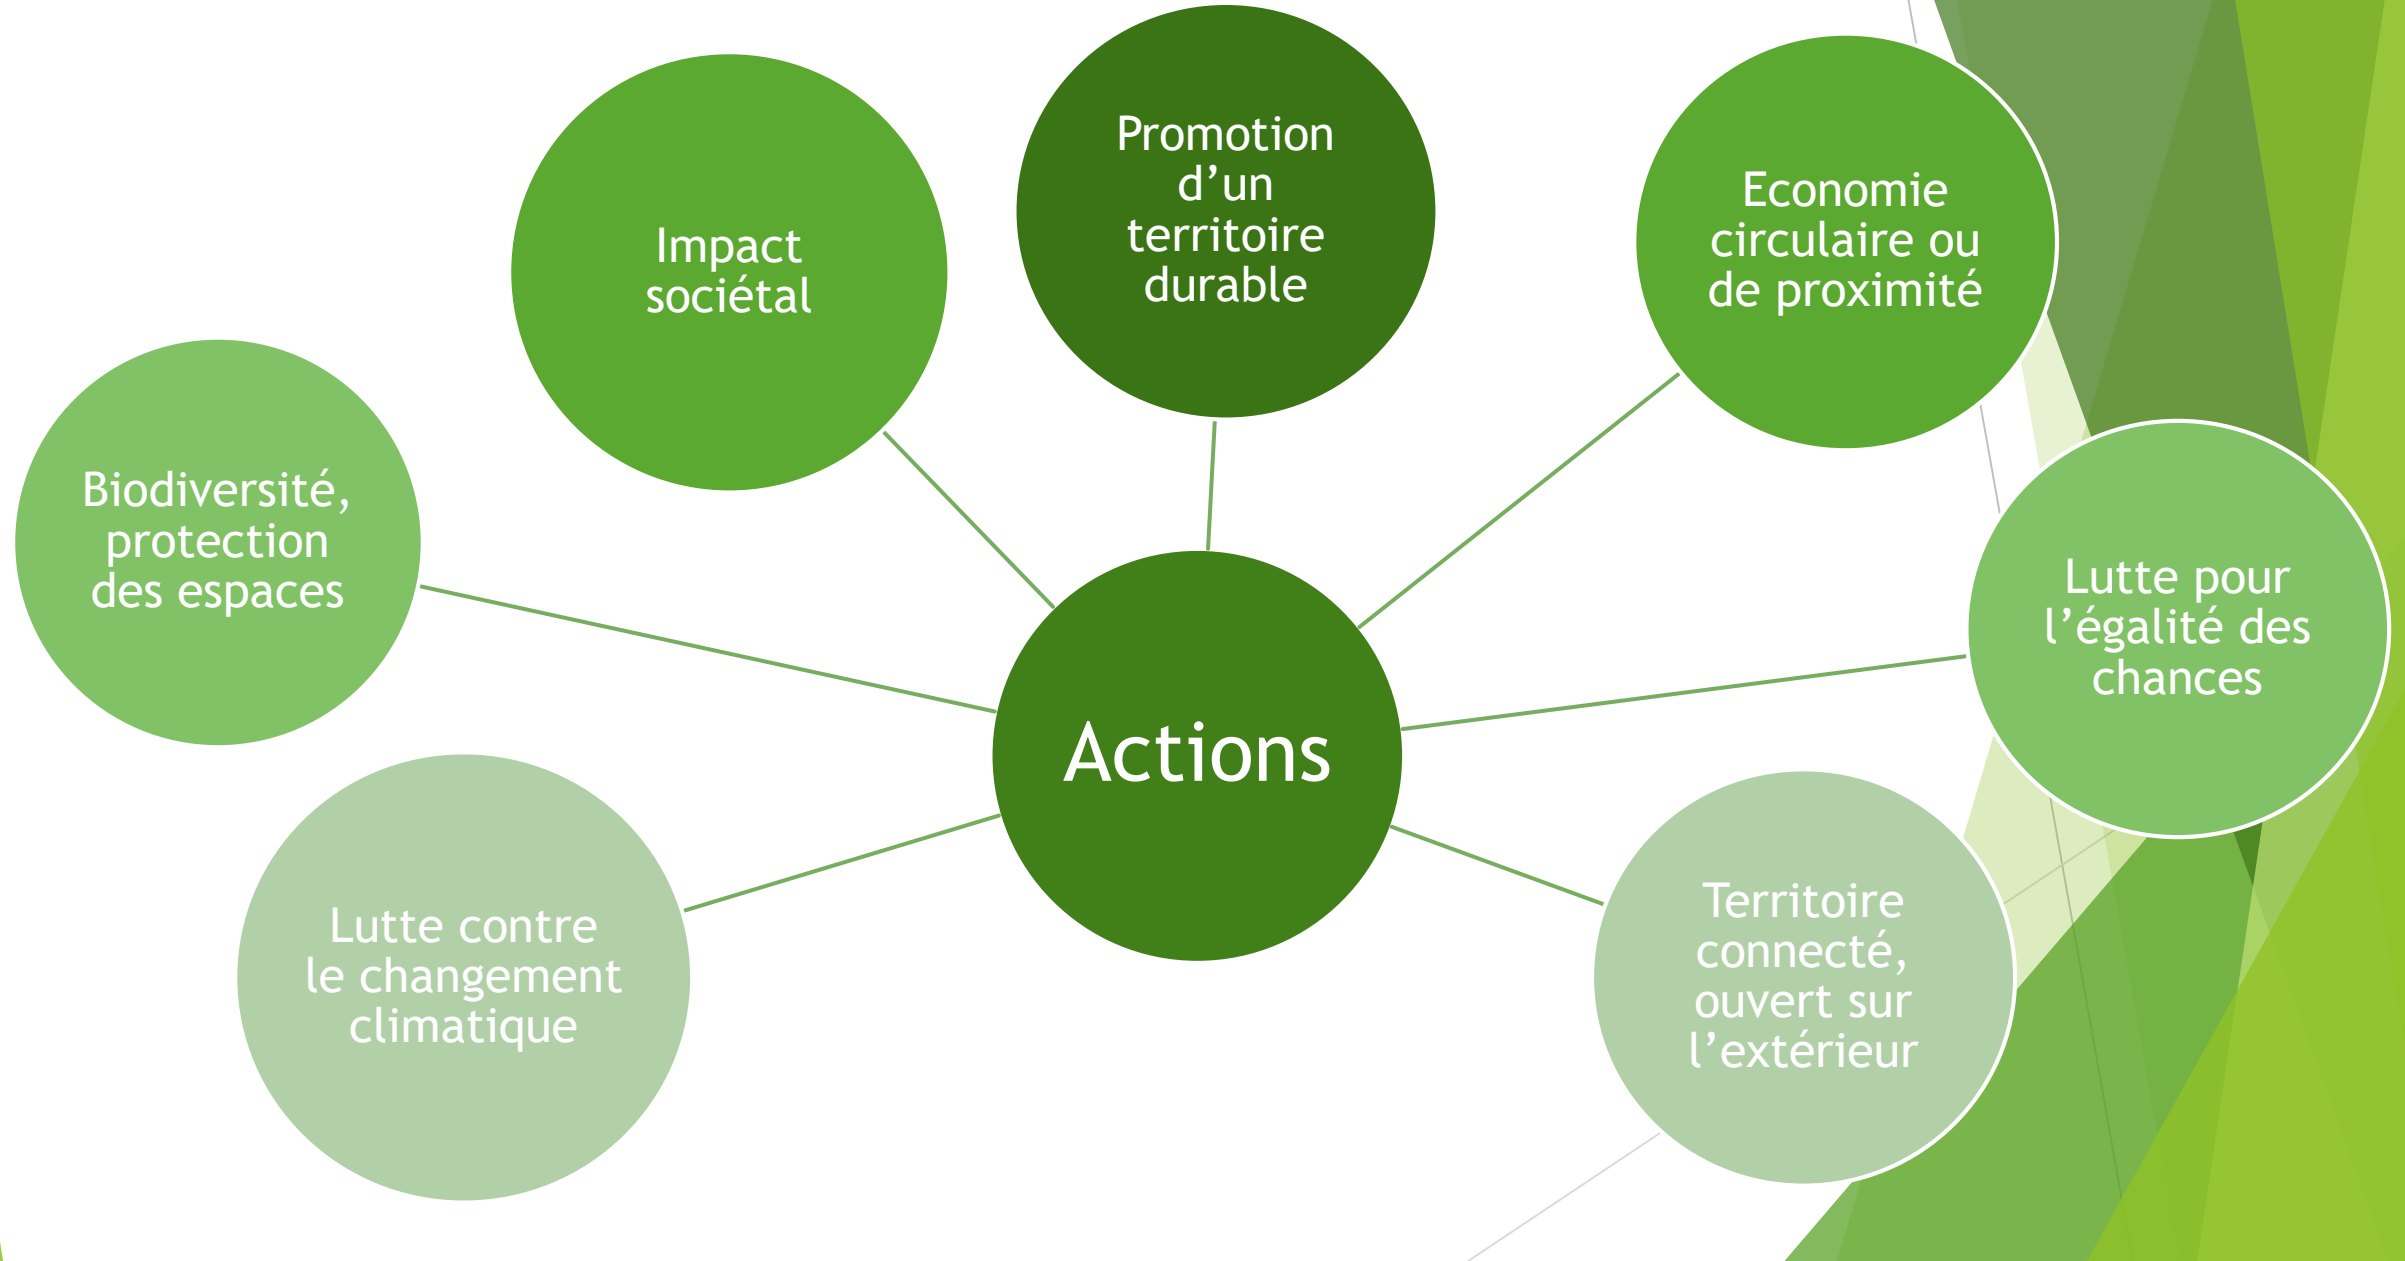 Promotion
d’un
territoire
durable
Impact
sociétal
Economie
circulaire ou
de proximité
Biodiversité,
protection
des espaces
Lutte pour
l’égalité des
chances
Actions
Lutte contre
le changement
climatique
Territoire
connecté,
ouvert sur
l’extérieur